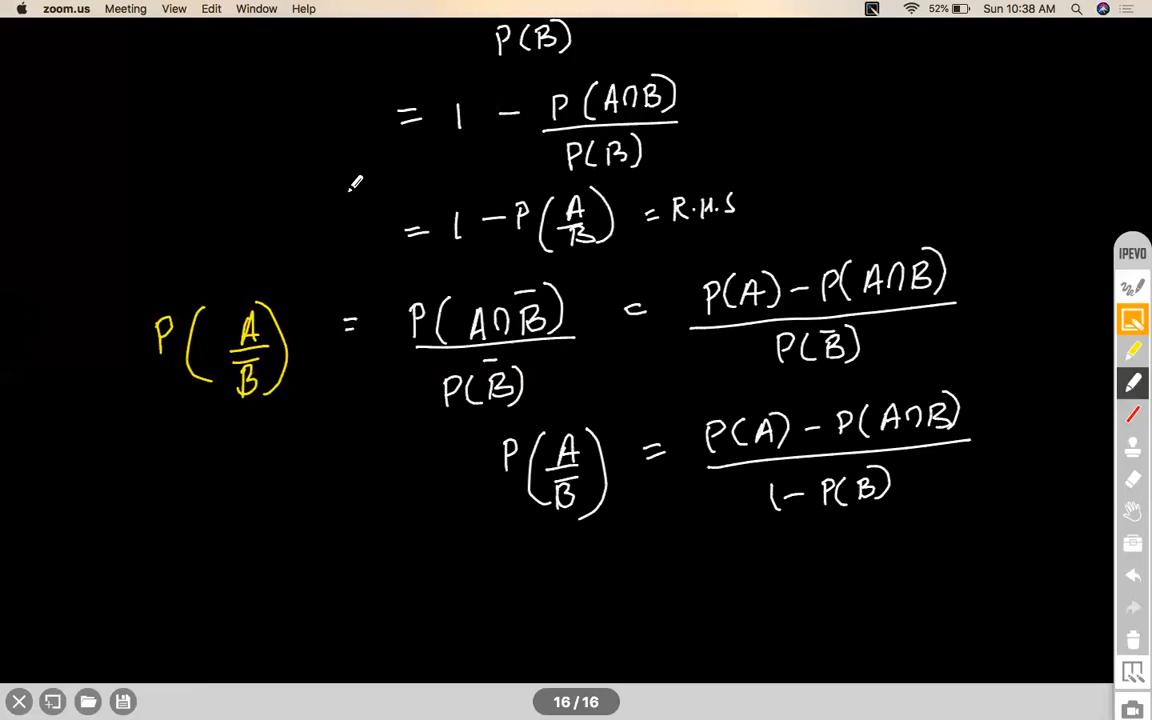 zoom.us Meeting View Edit Window Help 52% Sun 10:38 AM
P(B)
= 1 - P(A∩B)/P(B)
= 1 - P(A/B) = R.H.S
P(A/B̅) = P(A∩B̅)/P(B̅) = P(A) - P(A∩B)/P(B̅)
P(A/B̅) = P(A) - P(A∩B)/1 - P(B)
IPEVO
16 / 16